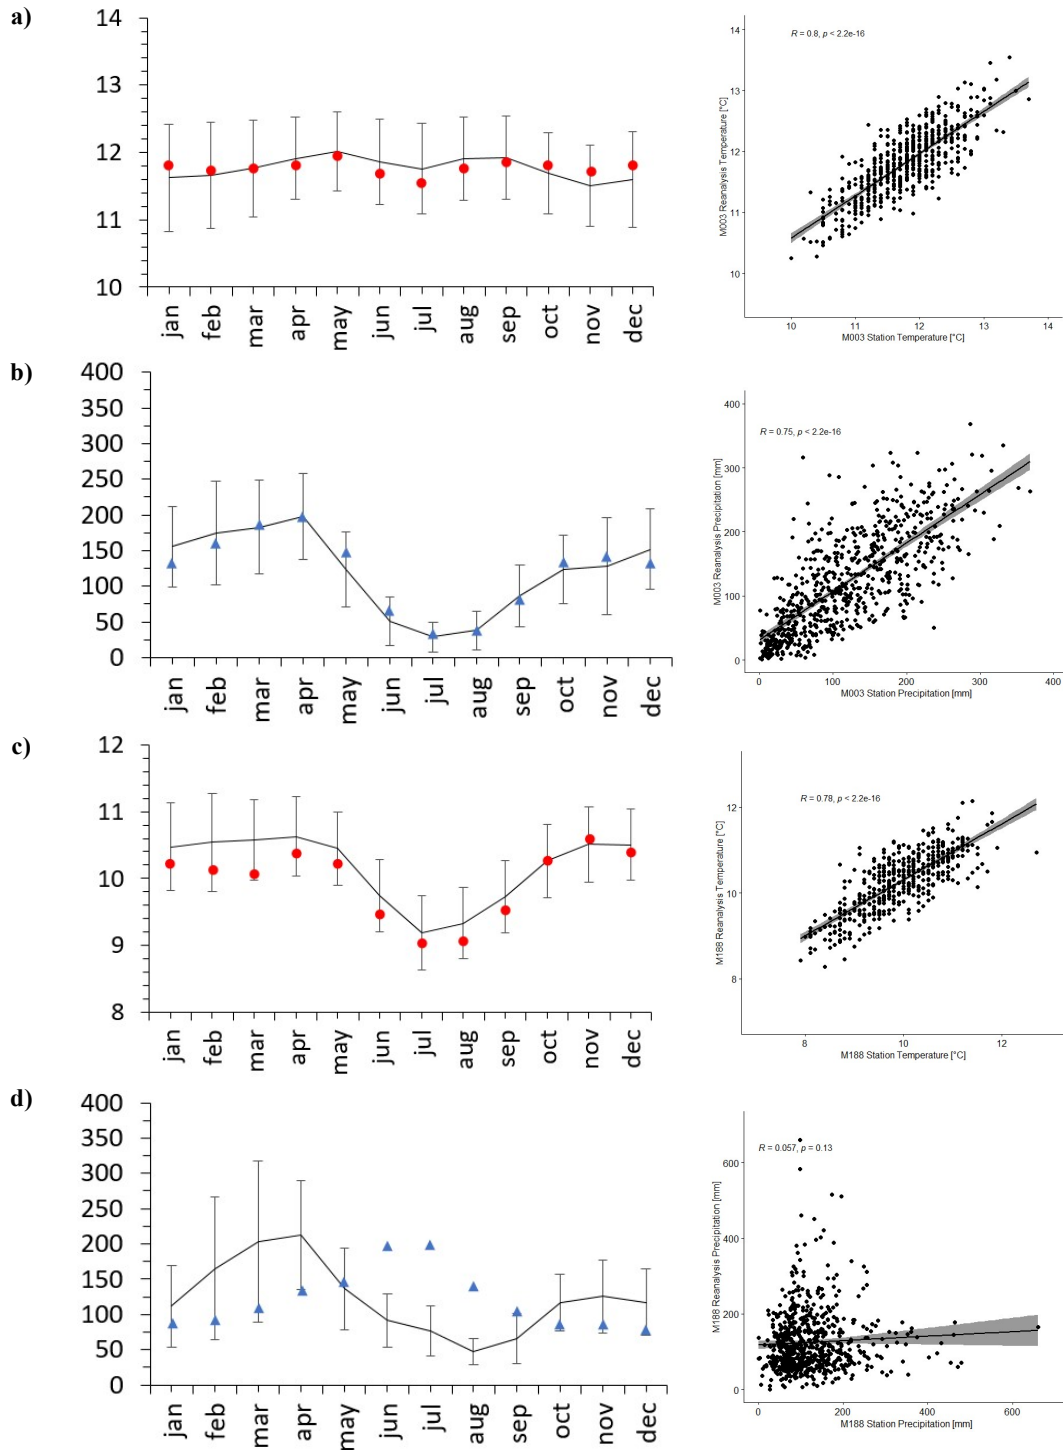 a)
14
13
12
11
10
jan feb mar apr may jun jul aug sep oct nov dec
R = 0.8, p < 2.2e-16
M003 Reanalysis Temperature [°C]
14
13
12
11
10
10 11 12 13 14
M003 Station Temperature [°C]
b)
400
350
300
250
200
150
100
50
0
jan feb mar apr may jun jul aug sep oct nov dec
R = 0.75, p < 2.2e-16
M003 Reanalysis Precipitation [mm]
400
300
200
100
0
0 100 200 300 400
M003 Station Precipitation [mm]
c)
12
11
10
9
8
jan feb mar apr may jun jul aug sep oct nov dec
R = 0.78, p < 2.2e-16
M188 Reanalysis Temperature [°C]
12
10
8
8 10 12
M188 Station Temperature [°C]
d)
400
350
300
250
200
150
100
50
0
jan feb mar apr may jun jul aug sep oct nov dec
R = 0.057, p = 0.13
M188 Reanalysis Precipitation [mm]
600
400
200
0
0 200 400 600
M188 Station Precipitation [mm]